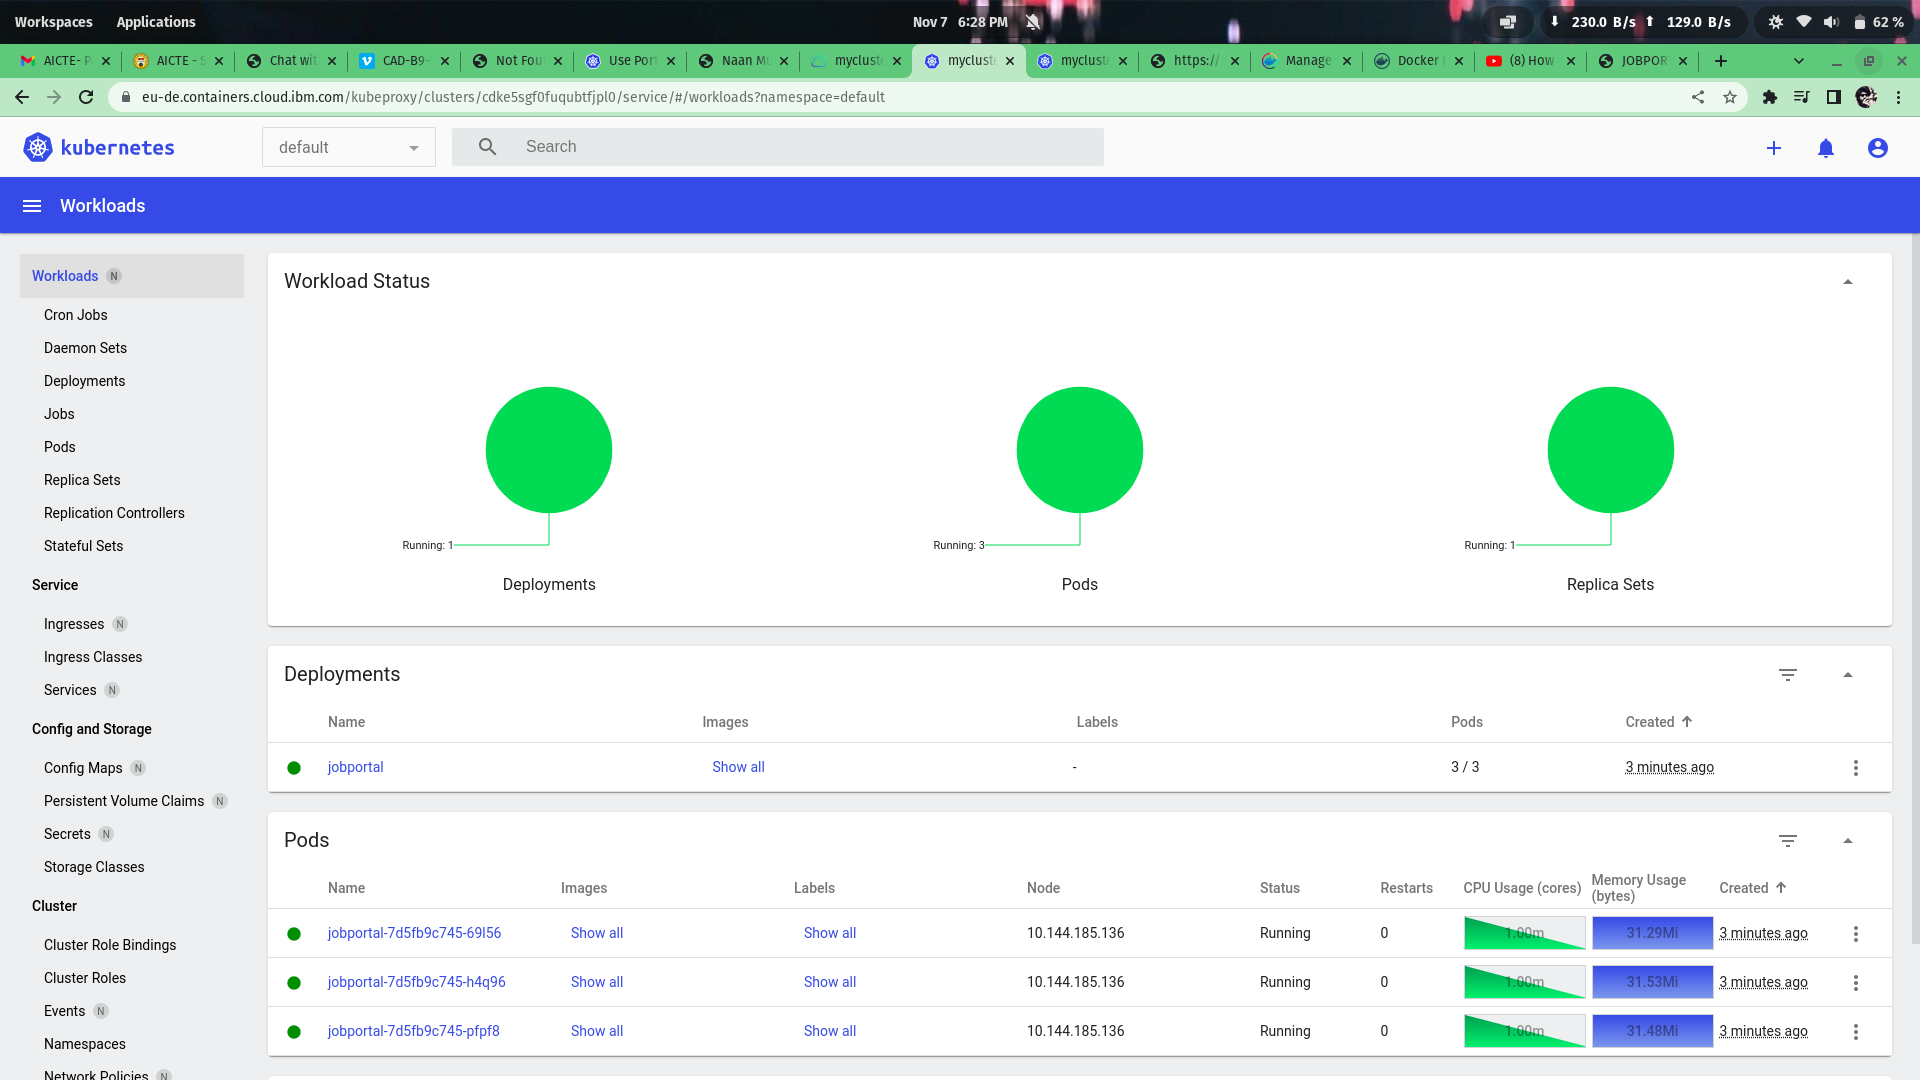 Workspaces Applications Nov 7 6:28 PM 230.0 B/s 129.0 B/s 62 %
AICTE- P AICTE - S Chat wit CAD-B9- Not Fou Use Port Naan Mu myclust myclust myclust https:// Manage Docker (8) How JOBPOR
eu-de.containers.cloud.ibm.com/kubeproxy/clusters/cdke5sgf0fuqubtfjpl0/service/#/workloads?namespace=default
kubernetes default Search
Workloads
Workloads N
Cron Jobs
Daemon Sets
Deployments
Jobs
Pods
Replica Sets
Replication Controllers
Stateful Sets
Service
Ingresses N
Ingress Classes
Services N
Config and Storage
Config Maps N
Persistent Volume Claims N
Secrets N
Storage Classes
Cluster
Cluster Role Bindings
Cluster Roles
Events N
Namespaces
Network Policies N
Workload Status
Running: 1 Running: 3 Running: 1
Deployments Pods Replica Sets
Deployments
Name Images Labels Pods Created
jobportal Show all - 3 / 3 3 minutes ago
Pods
Name Images Labels Node Status Restarts CPU Usage (cores) Memory Usage (bytes) Created
jobportal-7d5fb9c745-69l56 Show all Show all 10.144.185.136 Running 0 1.00m 31.29Mi 3 minutes ago
jobportal-7d5fb9c745-h4q96 Show all Show all 10.144.185.136 Running 0 1.00m 31.53Mi 3 minutes ago
jobportal-7d5fb9c745-pfpf8 Show all Show all 10.144.185.136 Running 0 1.00m 31.48Mi 3 minutes ago